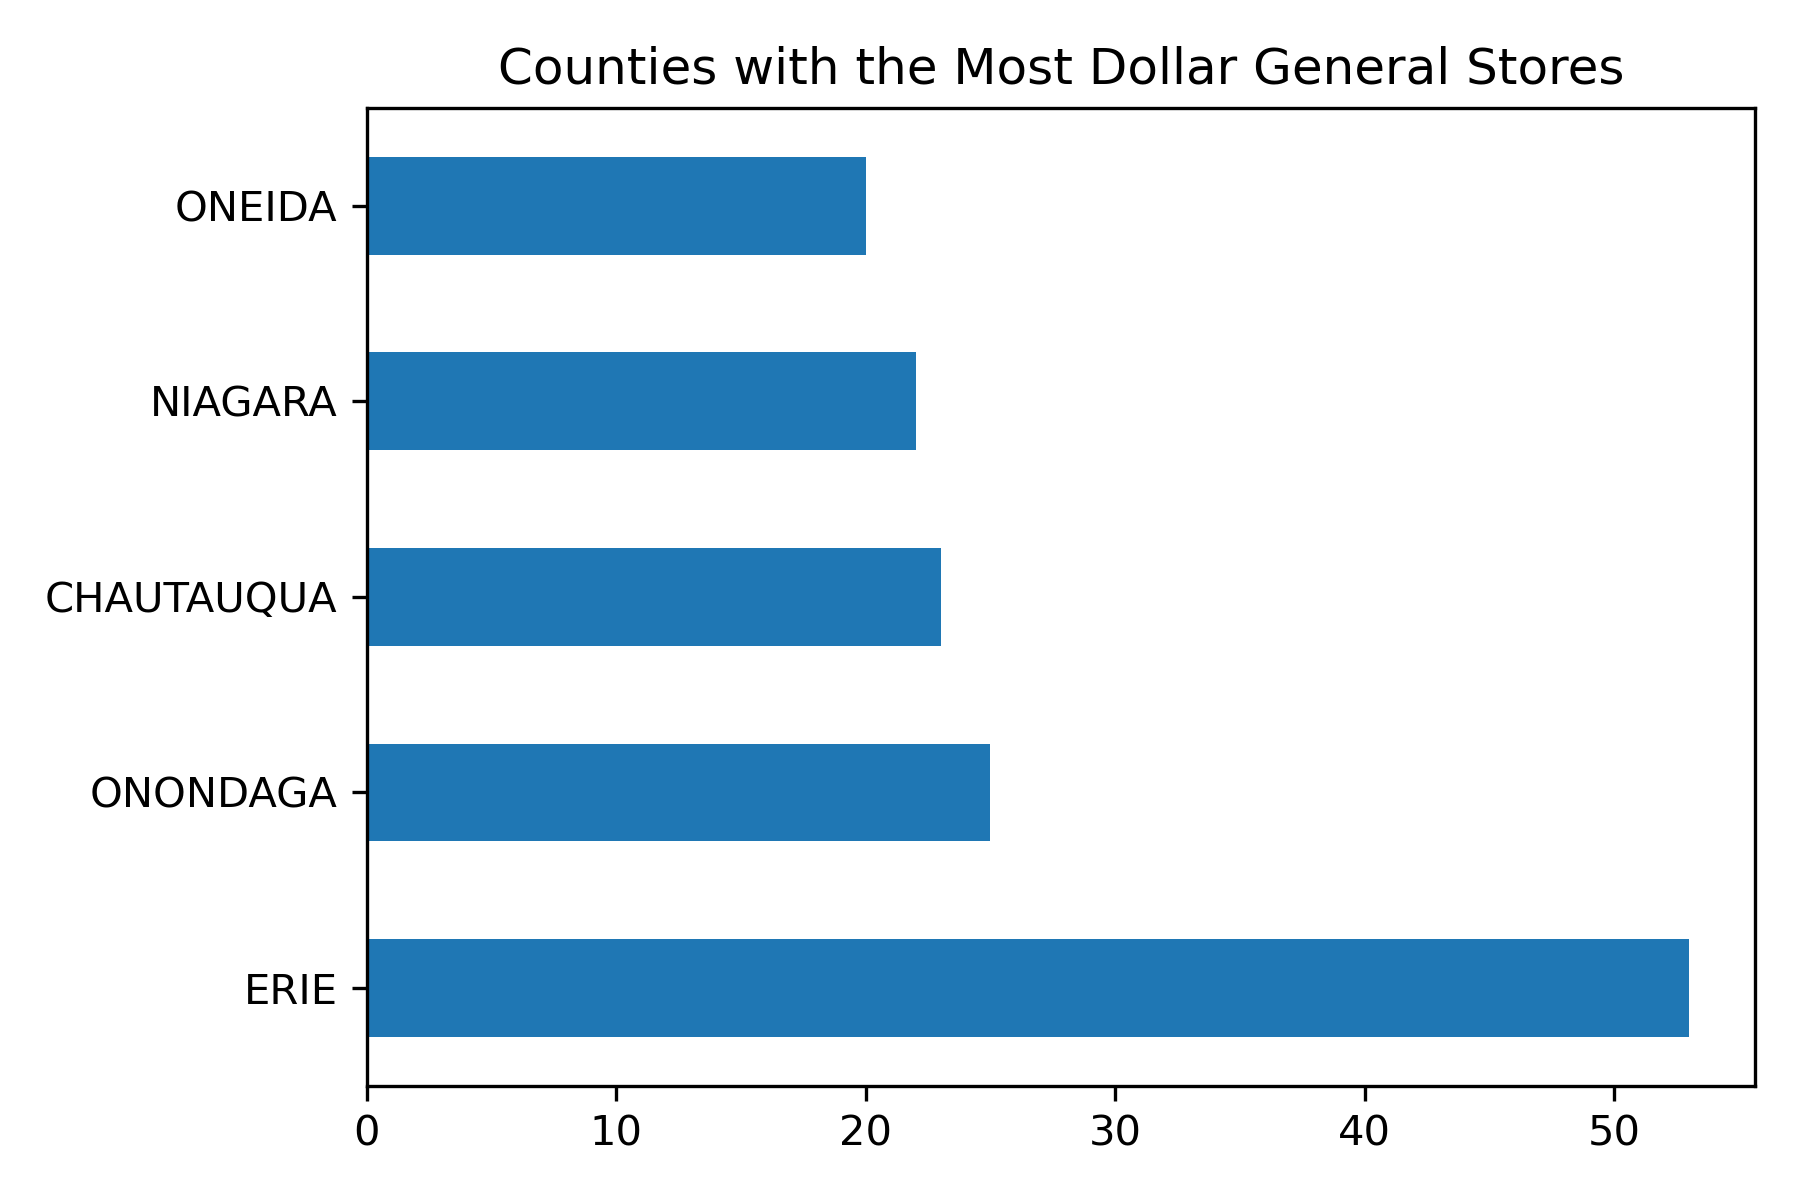 Counties with the Most Dollar General Stores
ONEIDA
NIAGARA
CHAUTAUQUA
ONONDAGA
ERIE
0 10 20 30 40 50